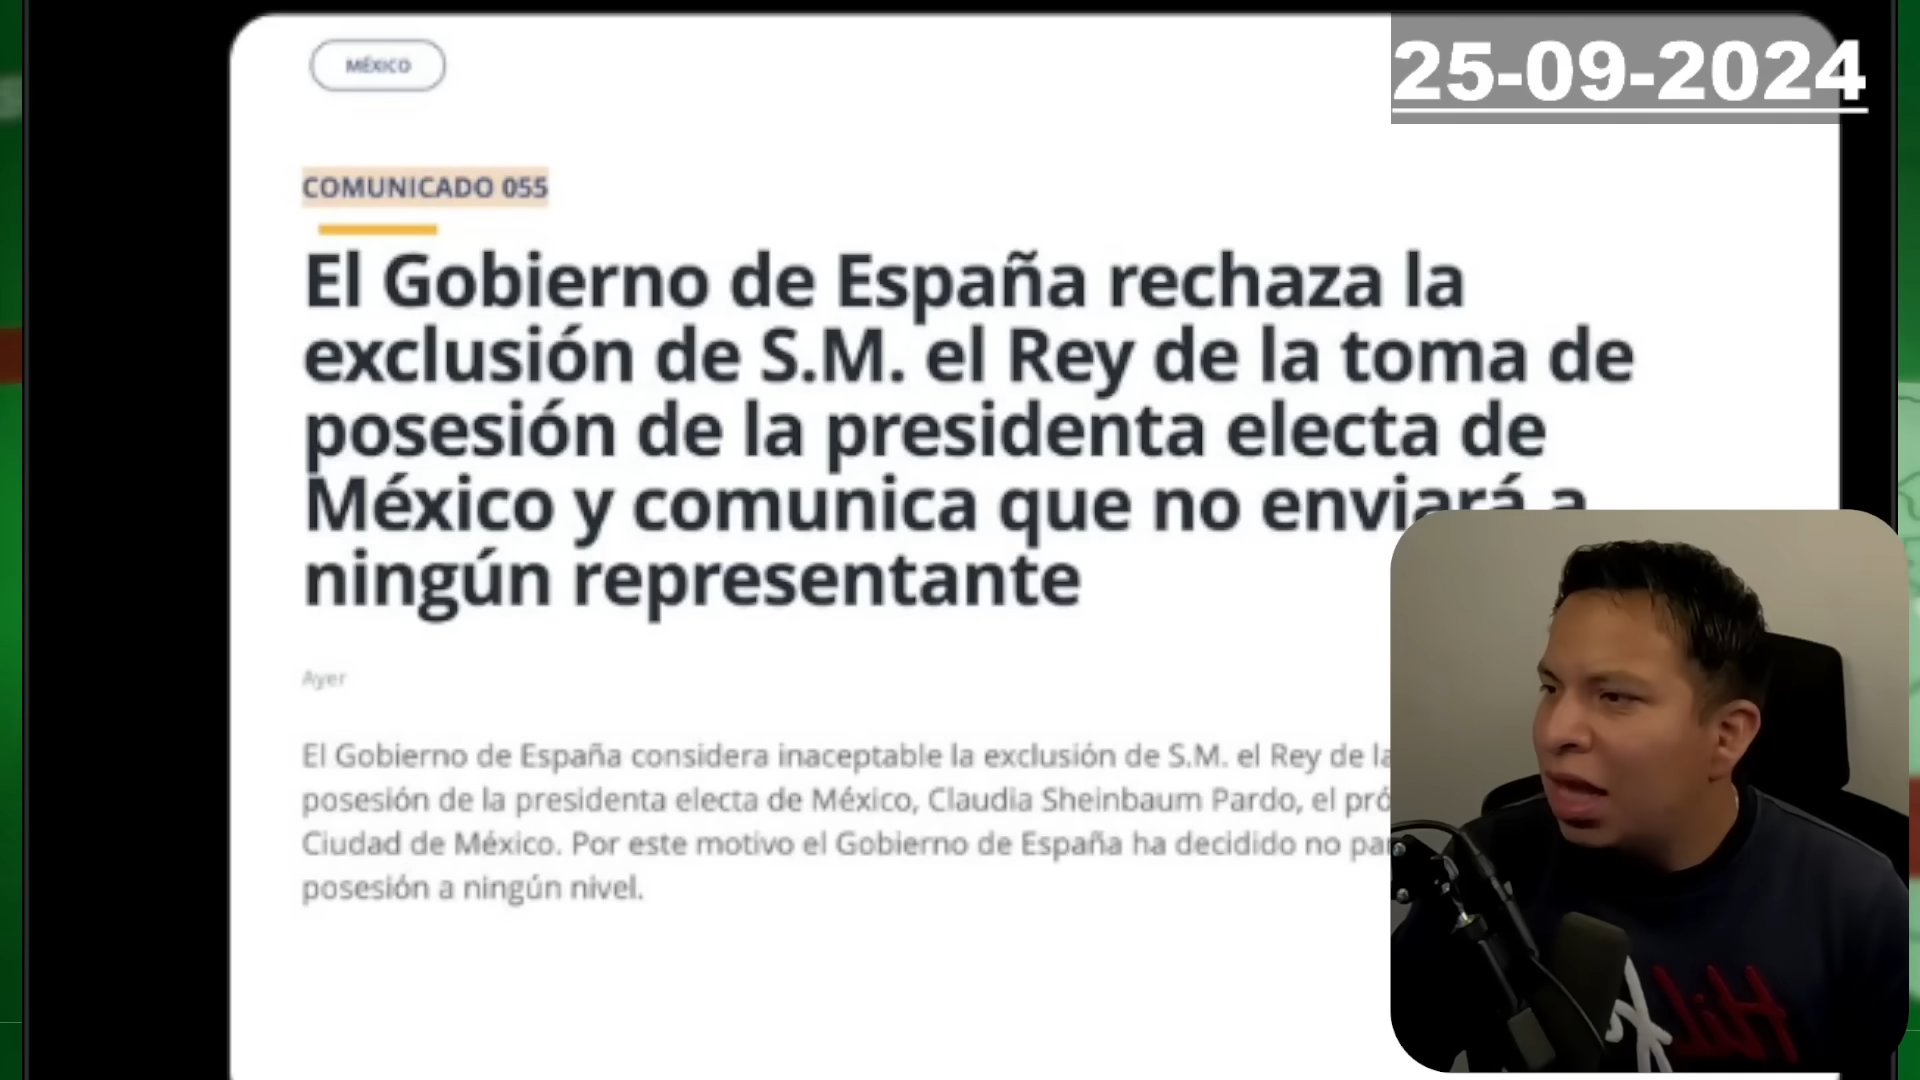 MÉXICO
25-09-2024
COMUNICADO 055
El Gobierno de España rechaza la
exclusión de S.M. el Rey de la toma de
posesión de la presidenta electa de
México y comunica que no enviará a
ningún representante
Ayer
El Gobierno de España considera inaceptable la exclusión de S.M. el Rey de la
posesión de la presidenta electa de México, Claudia Sheinbaum Pardo, el
Ciudad de México. Por este motivo el Gobierno de España ha decidido no
posesión a ningún nivel.